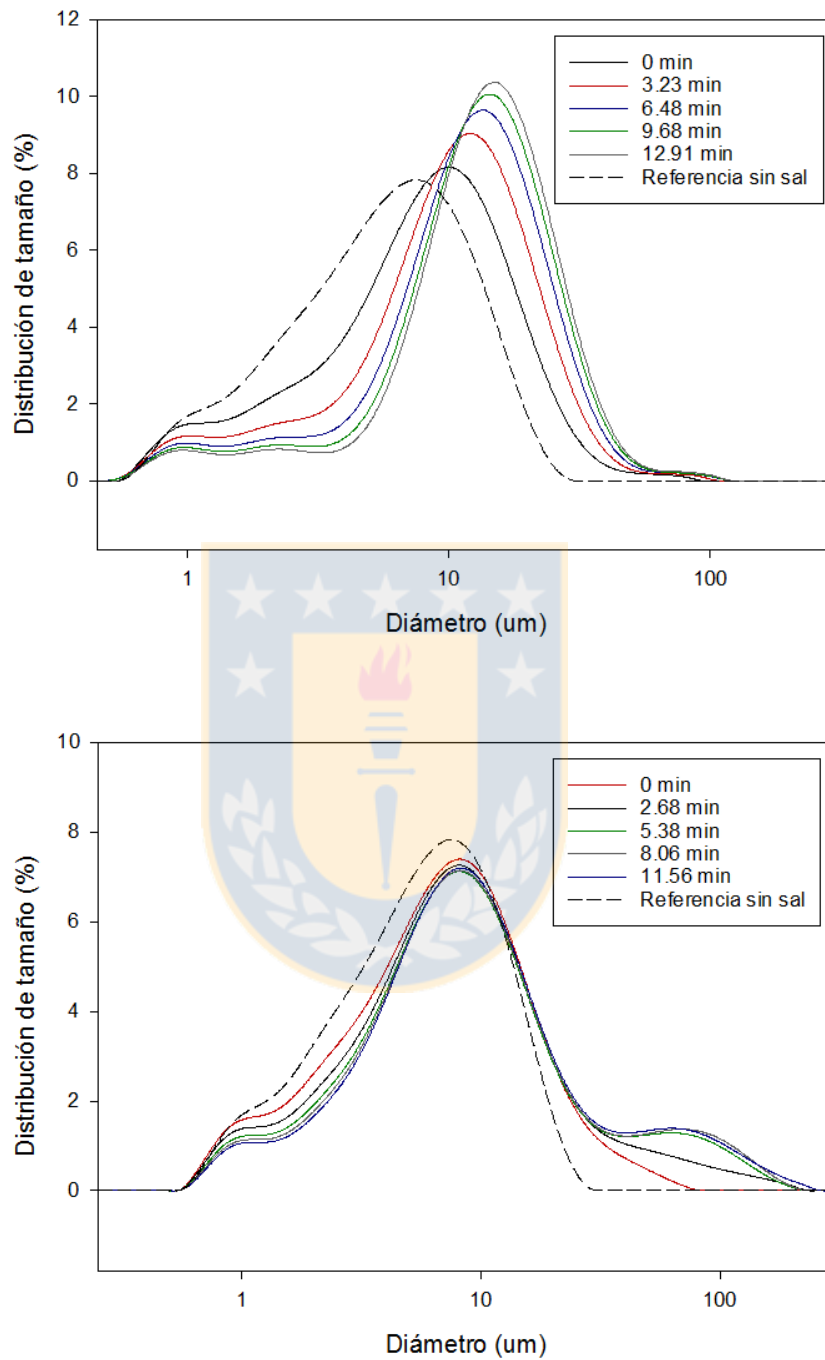 12
10
8
6
4
2
0
Distribución de tamaño (%)
0 min
3.23 min
6.48 min
9.68 min
12.91 min
Referencia sin sal
1 10 100
Diámetro (um)
10
8
6
4
2
0
Distribución de tamaño (%)
0 min
2.68 min
5.38 min
8.06 min
11.56 min
Referencia sin sal
1 10 100
Diámetro (um)